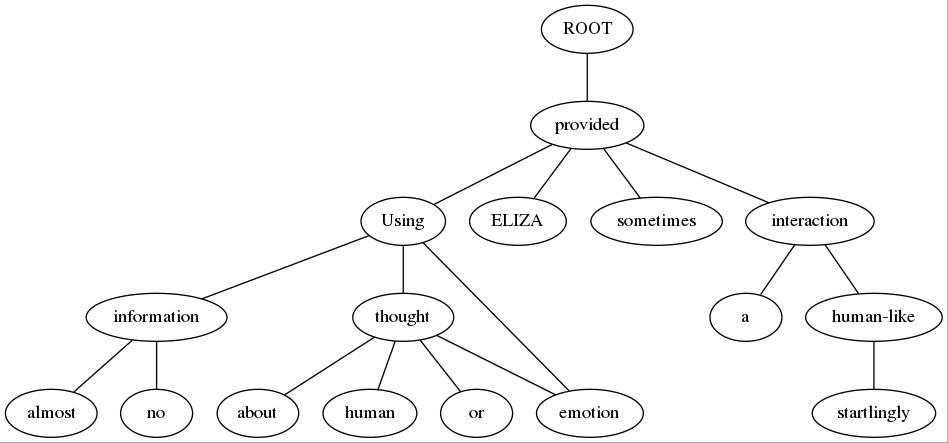 ROOT
provided
Using ELIZA sometimes interaction
information thought a human-like
almost no about human or emotion startlingly